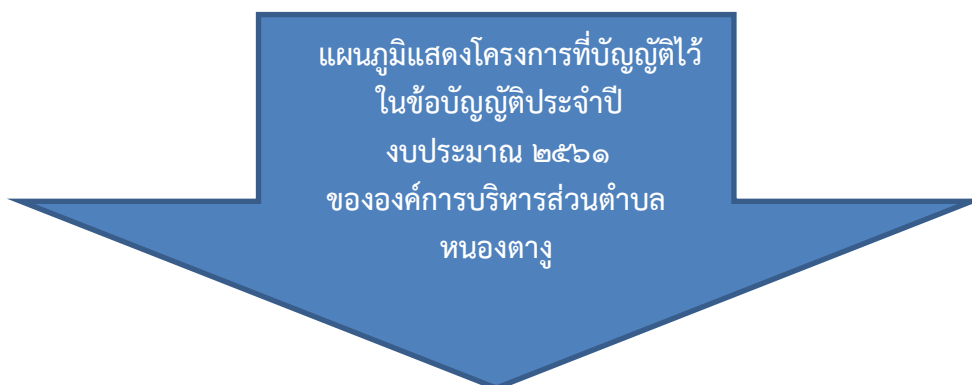 แผนภูมิแสดงโครงการที่บัญญัติไว้
ในข้อบัญญัติประจำปี
งบประมาณ ๒๕๖๑
ขององค์การบริหารส่วนตำบล
หนองตางู